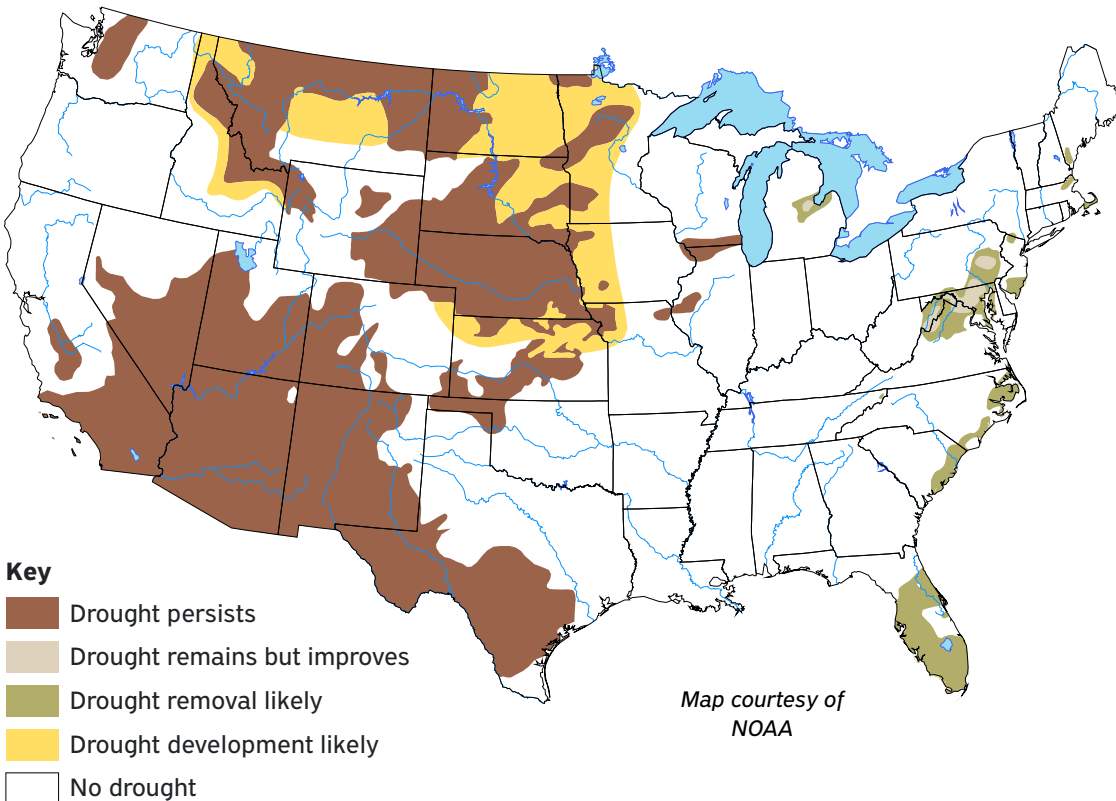 Key
Drought persists
Drought remains but improves
Drought removal likely
Drought development likely
No drought
Map courtesy of
NOAA